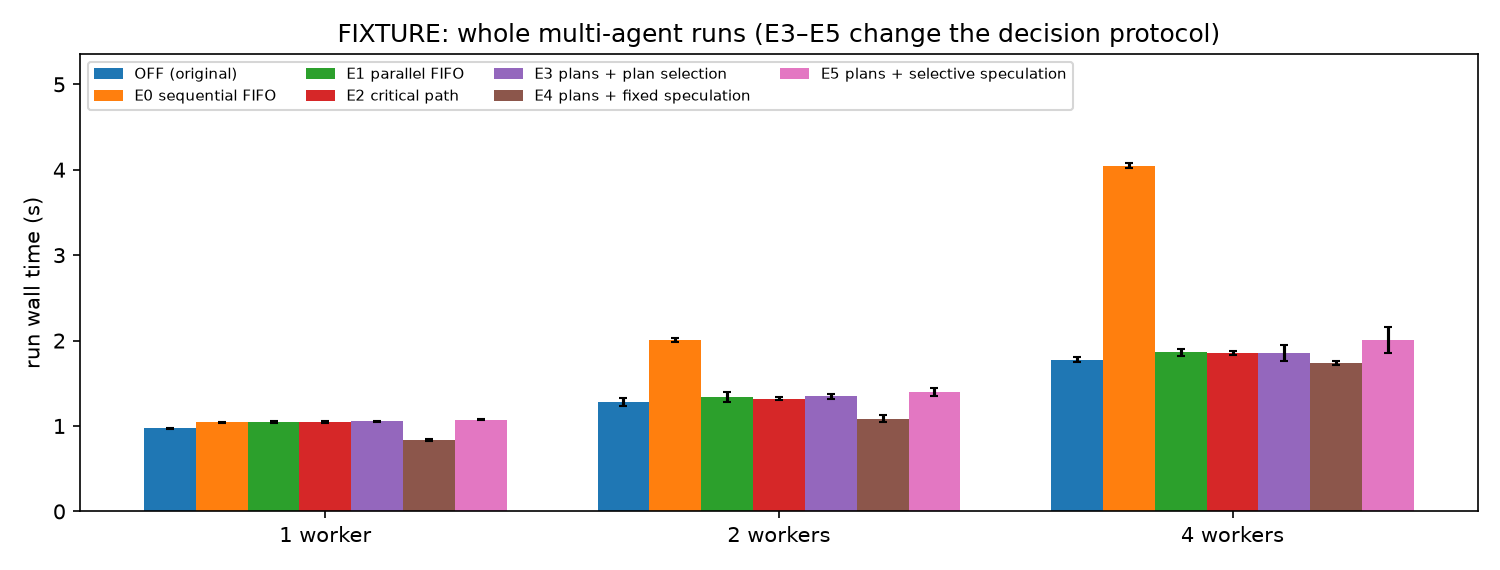 FIXTURE: whole multi-agent runs (E3–E5 change the decision protocol)
OFF (original)
E0 sequential FIFO
E1 parallel FIFO
E2 critical path
E3 plans + plan selection
E4 plans + fixed speculation
E5 plans + selective speculation
run wall time (s)
5
4
3
2
1
0
1 worker
2 workers
4 workers